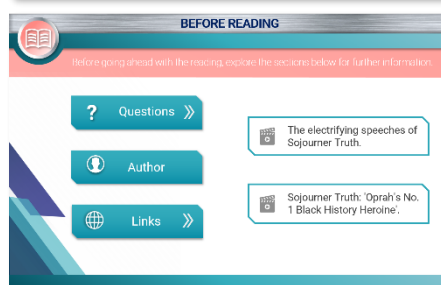 BEFORE READING
Before going ahead with the reading, explore the sections below for further information.
? Questions
Author
Links
The electrifying speeches of
Sojourner Truth.
Sojourner Truth: 'Oprah's No.
1 Black History Heroine'.